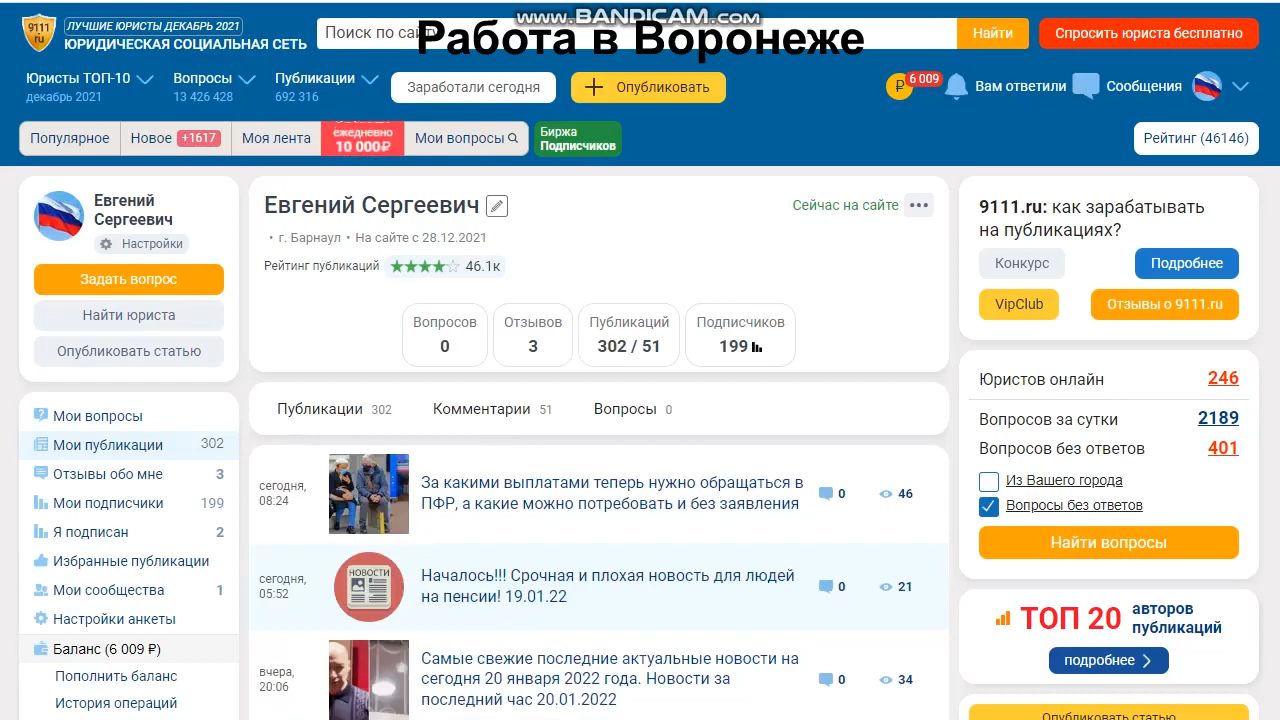 www.BANDICAM.com
Работа в Воронеже
9111
ru
ЛУЧШИЕ ЮРИСТЫ ДЕКАБРЬ 2021
ЮРИДИЧЕСКАЯ СОЦИАЛЬНАЯ СЕТЬ
Поиск по сайту
Найти
Спросить юриста бесплатно
Юристы ТОП-10
декабрь 2021
Вопросы
13 426 428
Публикации
692 316
Заработали сегодня
Опубликовать
₽
6 009
Вам ответили
Сообщения
Популярное
Новое +1617
Моя лента
ежедневно
10 000₽
Мои вопросы
Биржа
Подписчиков
Рейтинг (46146)
Евгений
Сергеевич
Настройки
Задать вопрос
Найти юриста
Опубликовать статью
Мои вопросы
Мои публикации 302
Отзывы обо мне 3
Мои подписчики 199
Я подписан 2
Избранные публикации
Мои сообщества 1
Настройки анкеты
Баланс (6 009 ₽)
Пополнить баланс
История операций
Евгений Сергеевич
Сейчас на сайте
•••
• г. Барнаул • На сайте с 28.12.2021
Рейтинг публикаций 46.1к
Вопросов
0
Отзывов
3
Публикаций
302 / 51
Подписчиков
199
Публикации 302
Комментарии 51
Вопросы 0
сегодня,
08:24
За какими выплатами теперь нужно обращаться в
ПФР, а какие можно потребовать и без заявления
0
46
сегодня,
05:52
НОВОСТИ
Началось!!! Срочная и плохая новость для людей
на пенсии! 19.01.22
0
21
вчера,
20:06
Самые свежие последние актуальные новости на
сегодня 20 января 2022 года. Новости за
последний час 20.01.2022
0
34
9111.ru: как зарабатывать
на публикациях?
Конкурс
Подробнее
VipClub
Отзывы о 9111.ru
Юристов онлайн 246
Вопросов за сутки 2189
Вопросов без ответов 401
Из Вашего города
Вопросы без ответов
Найти вопросы
ТОП 20
авторов
публикаций
подробнее
Опубликовать статью